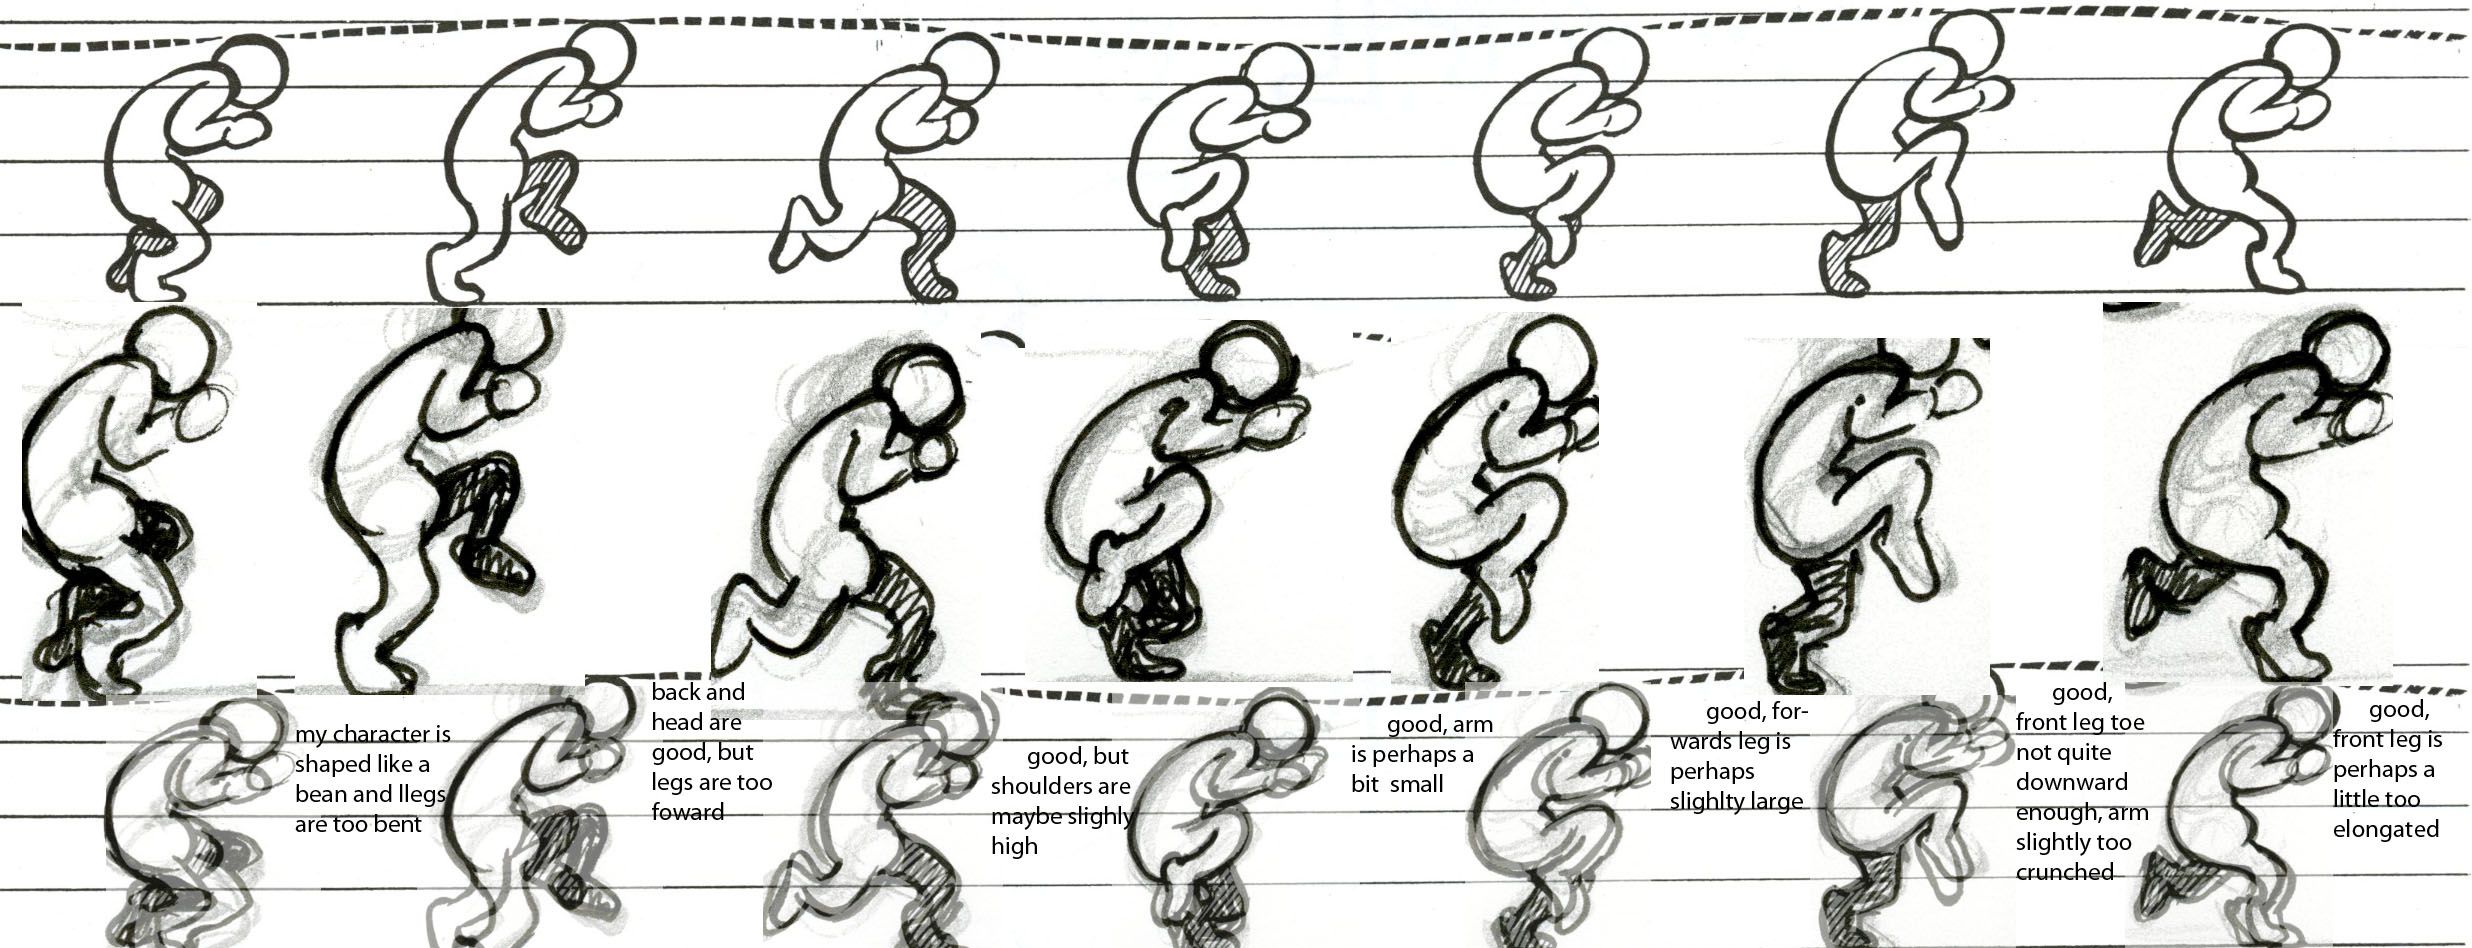 my character is
shaped like a
bean and llegs
are too bent
back and
head are
good, but
legs are too
foward
good, but
shoulders are
maybe slighly
high
good, arm
is perhaps a
bit small
good, for-
wards leg is
perhaps
slighlty large
good,
front leg toe
not quite
downward
enough, arm
slightly too
crunched
good,
front leg is
perhaps a
little too
elongated